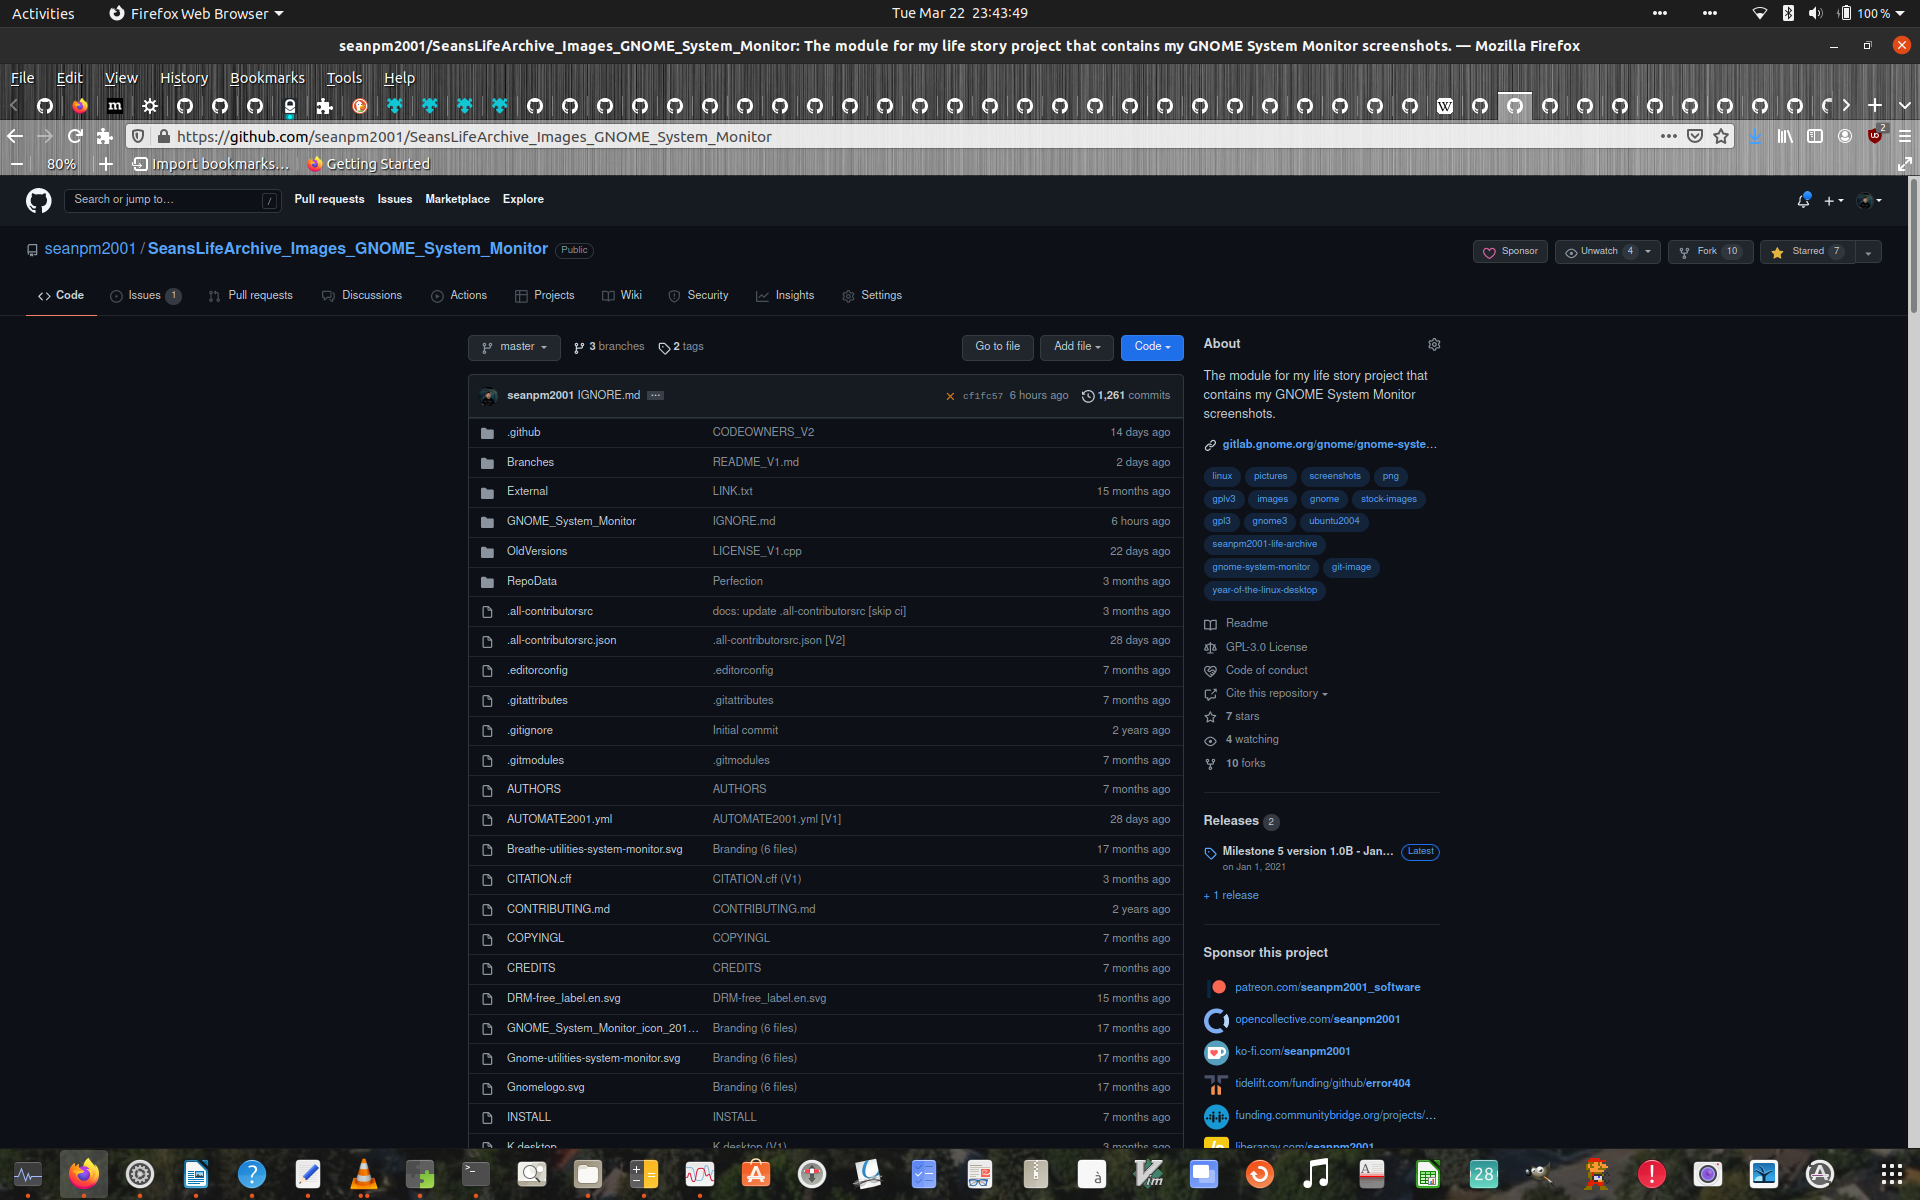 Activities Firefox Web Browser Tue Mar 22 23:43:49 100 %
seanpm2001/SeansLifeArchive_Images_GNOME_System_Monitor: The module for my life story project that contains my GNOME System Monitor screenshots. — Mozilla Firefox
File Edit View History Bookmarks Tools Help
https://github.com/seanpm2001/SeansLifeArchive_Images_GNOME_System_Monitor 2
80% Import bookmarks... Getting Started
Search or jump to... / Pull requests Issues Marketplace Explore
seanpm2001 / SeansLifeArchive_Images_GNOME_System_Monitor Public
Sponsor Unwatch 4 Fork 10 Starred 7
Code Issues 1 Pull requests Discussions Actions Projects Wiki Security Insights Settings
master 3 branches 2 tags Go to file Add file Code
seanpm2001 IGNORE.md ... cf1fc57 6 hours ago 1,261 commits
.github CODEOWNERS_V2 14 days ago
Branches README_V1.md 2 days ago
External LINK.txt 15 months ago
GNOME_System_Monitor IGNORE.md 6 hours ago
OldVersions LICENSE_V1.cpp 22 days ago
RepoData Perfection 3 months ago
.all-contributorsrc docs: update .all-contributorsrc [skip ci] 3 months ago
.all-contributorsrc.json .all-contributorsrc.json [V2] 28 days ago
.editorconfig .editorconfig 7 months ago
.gitattributes .gitattributes 7 months ago
.gitignore Initial commit 2 years ago
.gitmodules .gitmodules 7 months ago
AUTHORS AUTHORS 7 months ago
AUTOMATE2001.yml AUTOMATE2001.yml [V1] 28 days ago
Breathe-utilities-system-monitor.svg Branding (6 files) 17 months ago
CITATION.cff CITATION.cff (V1) 3 months ago
CONTRIBUTING.md CONTRIBUTING.md 2 years ago
COPYINGL COPYINGL 7 months ago
CREDITS CREDITS 7 months ago
DRM-free_label.en.svg DRM-free_label.en.svg 15 months ago
GNOME_System_Monitor_icon_201... Branding (6 files) 17 months ago
Gnome-utilities-system-monitor.svg Branding (6 files) 17 months ago
Gnomelogo.svg Branding (6 files) 17 months ago
INSTALL INSTALL 7 months ago
K.desktop K.desktop (V1) 3 months ago
About
The module for my life story project that
contains my GNOME System Monitor
screenshots.
gitlab.gnome.org/gnome/gnome-syste...
linux pictures screenshots png
gplv3 images gnome stock-images
gpl3 gnome3 ubuntu2004
seanpm2001-life-archive
gnome-system-monitor git-image
year-of-the-linux-desktop
Readme
GPL-3.0 License
Code of conduct
Cite this repository
7 stars
4 watching
10 forks
Releases 2
Milestone 5 version 1.0B - Jan... Latest
on Jan 1, 2021
+ 1 release
Sponsor this project
patreon.com/seanpm2001_software
opencollective.com/seanpm2001
ko-fi.com/seanpm2001
tidelift.com/funding/github/error404
funding.communitybridge.org/projects/...
liberapay.com/seanpm2001
28